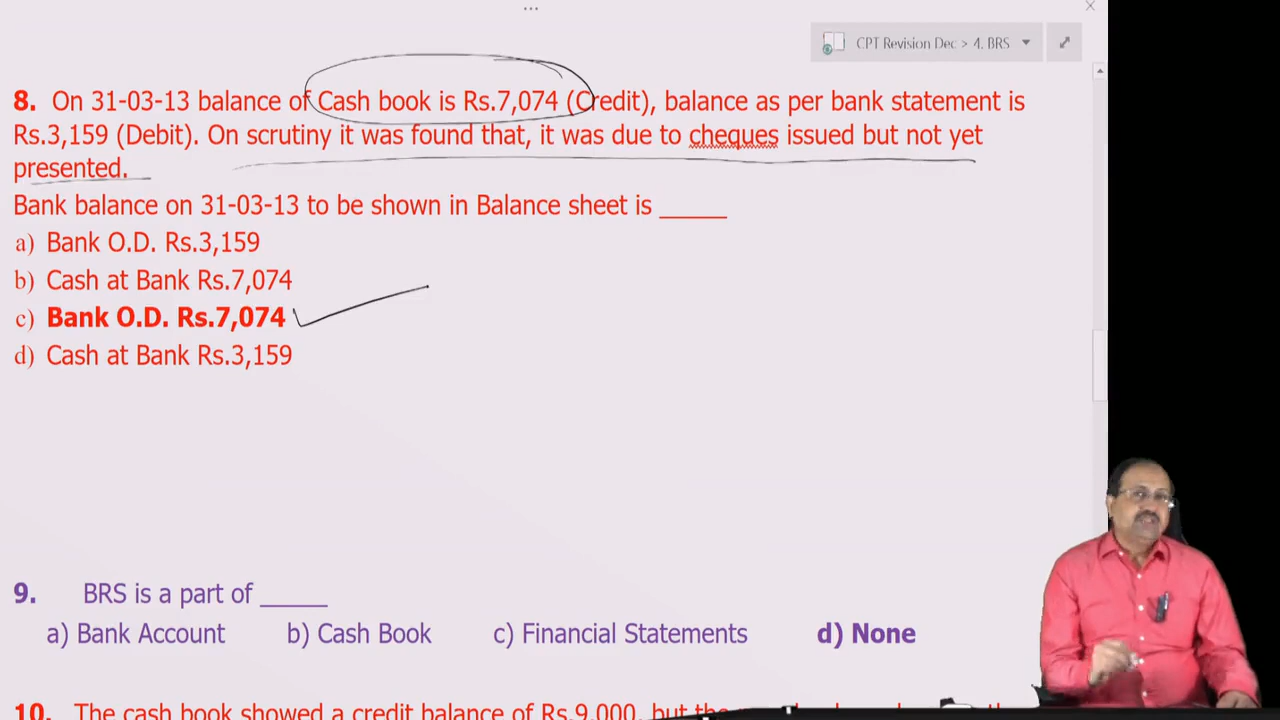 ...
CPT Revision Dec > 4. BRS
8. On 31-03-13 balance of Cash book is Rs.7,074 (Credit), balance as per bank statement is
Rs.3,159 (Debit). On scrutiny it was found that, it was due to cheques issued but not yet
presented.
Bank balance on 31-03-13 to be shown in Balance sheet is _____
a) Bank O.D. Rs.3,159
b) Cash at Bank Rs.7,074
c) Bank O.D. Rs.7,074
d) Cash at Bank Rs.3,159
9. BRS is a part of _____
a) Bank Account b) Cash Book c) Financial Statements d) None
10. The cash book showed a credit balance of Rs.9,000, but the